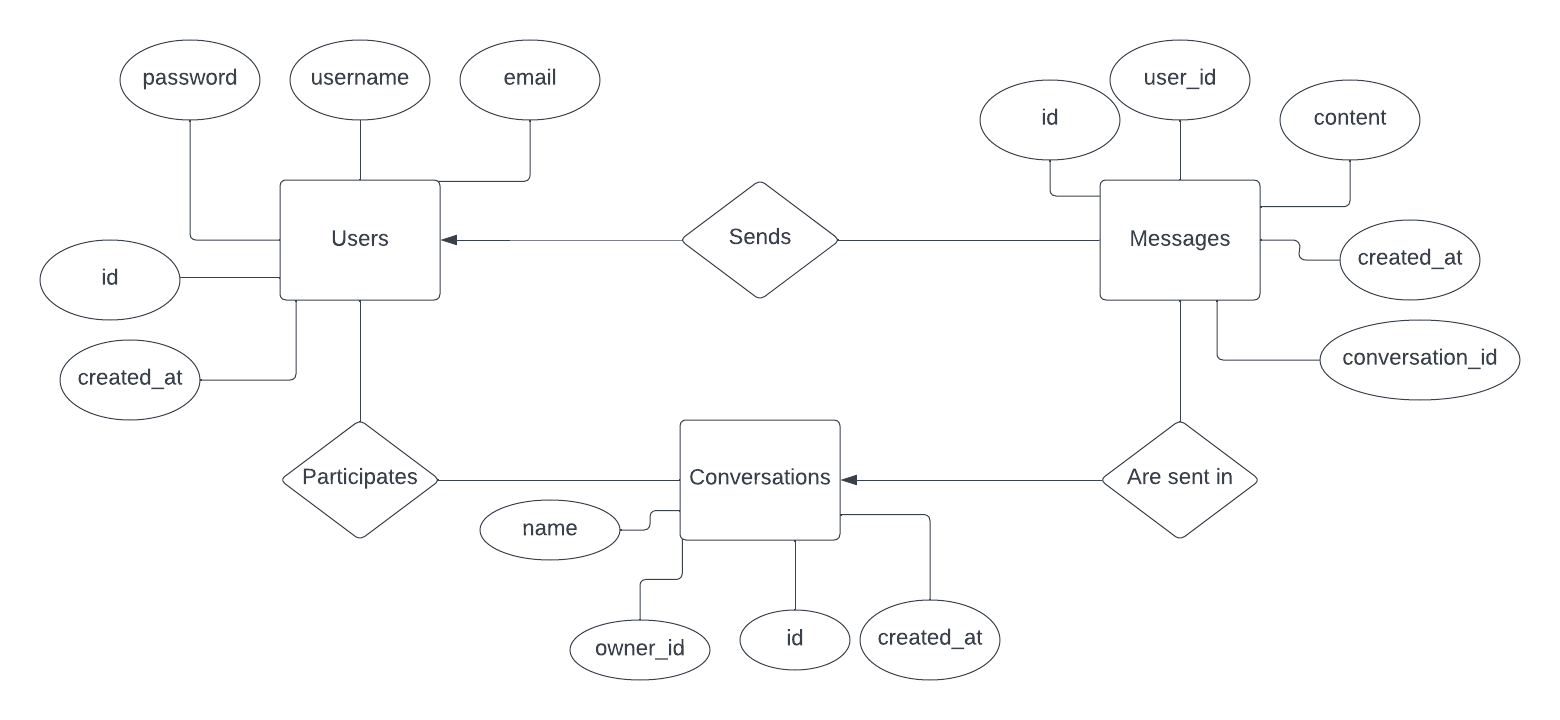 password
username
email
id
user_id
content
Users
Sends
Messages
id
created_at
created_at
conversation_id
Participates
Conversations
Are sent in
name
owner_id
id
created_at